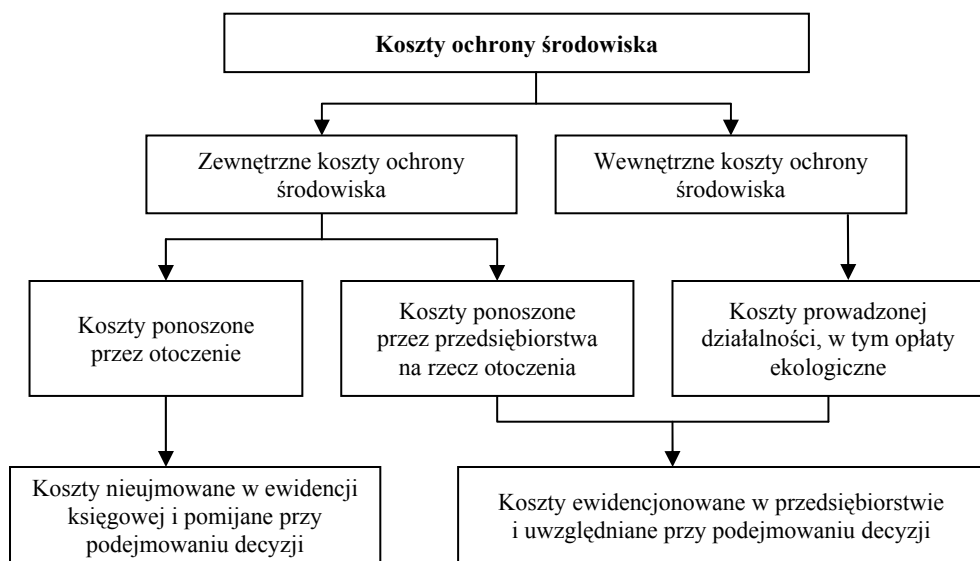 Koszty ochrony środowiska
Zewnętrzne koszty ochrony
środowiska
Wewnętrzne koszty ochrony
środowiska
Koszty ponoszone
przez otoczenie
Koszty ponoszone
przez przedsiębiorstwa
na rzecz otoczenia
Koszty prowadzonej
działalności, w tym opłaty
ekologiczne
Koszty nieujmowane w ewidencji
księgowej i pomijane przy
podejmowaniu decyzji
Koszty ewidencjonowane w przedsiębiorstwie
i uwzględniane przy podejmowaniu decyzji